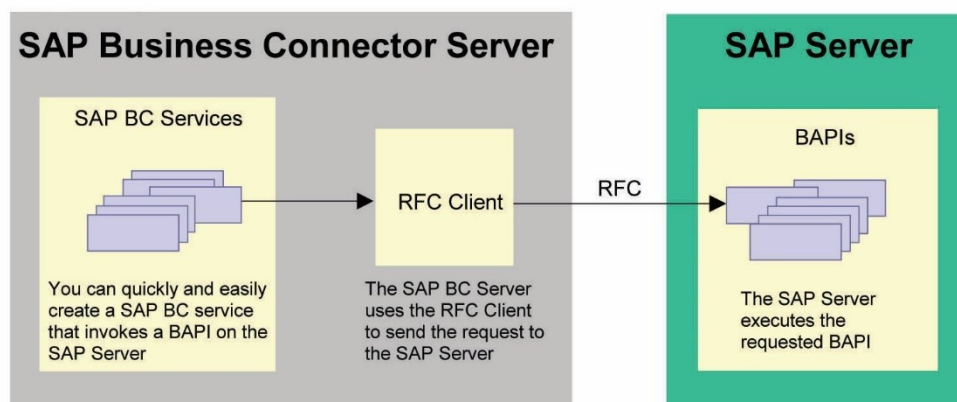 SAP Business Connector Server
SAP Server
SAP BC Services
You can quickly and easily
create a SAP BC service
that invokes a BAPI on the
SAP Server
RFC Client
The SAP BC Server
uses the RFC Client
to send the request to
the SAP Server
RFC
BAPIs
The SAP Server
executes the
requested BAPI